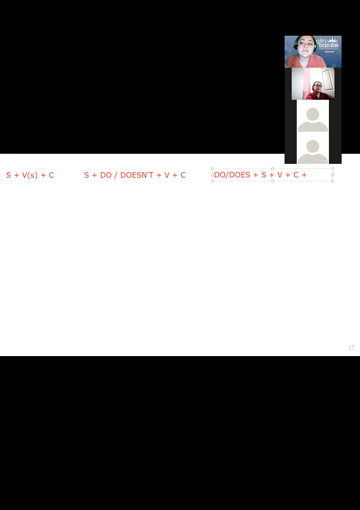 S + V(s) + C
S + DO / DOESN'T + V + C
DO/DOES + S + V + C +